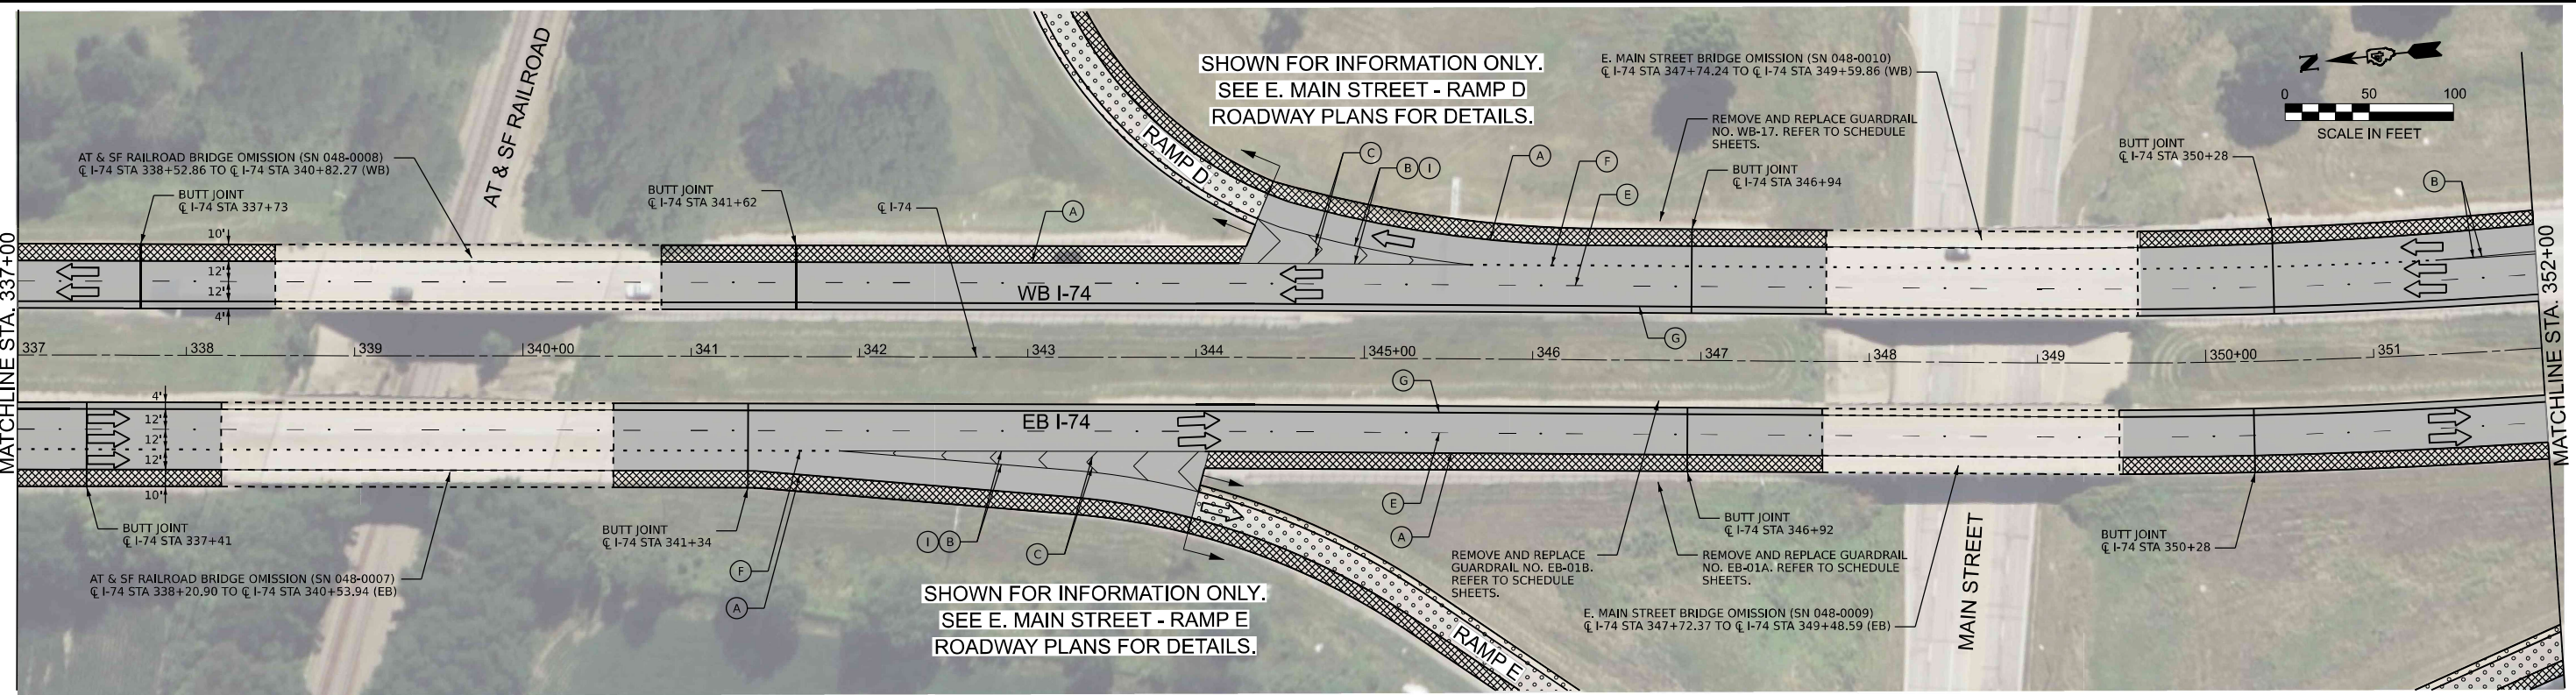 MATCHLINE STA. 337+00
AT & SF RAILROAD BRIDGE OMISSION (SN 048-0008)
℄ I-74 STA 338+52.86 TO ℄ I-74 STA 340+82.27 (WB)
BUTT JOINT
℄ I-74 STA 337+73
AT & SF RAILROAD
BUTT JOINT
℄ I-74 STA 341+62
℄ I-74
A
RAMP D
SHOWN FOR INFORMATION ONLY.
SEE E. MAIN STREET - RAMP D
ROADWAY PLANS FOR DETAILS.
C
B I
A
F
E
E. MAIN STREET BRIDGE OMISSION (SN 048-0010)
℄ I-74 STA 347+74.24 TO ℄ I-74 STA 349+59.86 (WB)
REMOVE AND REPLACE GUARDRAIL
NO. WB-17. REFER TO SCHEDULE
SHEETS.
BUTT JOINT
℄ I-74 STA 346+94
N
0 50 100
SCALE IN FEET
BUTT JOINT
℄ I-74 STA 350+28
B
10'
12'
12'
4'
WB I-74
G
337 338 339 340+00 341 342 343 344 345+00 346 347 348 349 350+00 351
MATCHLINE STA. 352+00
4'
12'
12'
12'
10'
EB I-74
G
E
A
BUTT JOINT
℄ I-74 STA 337+41
AT & SF RAILROAD BRIDGE OMISSION (SN 048-0007)
℄ I-74 STA 338+20.90 TO ℄ I-74 STA 340+53.94 (EB)
BUTT JOINT
℄ I-74 STA 341+34
F
A
I B
C
SHOWN FOR INFORMATION ONLY.
SEE E. MAIN STREET - RAMP E
ROADWAY PLANS FOR DETAILS.
RAMP E
REMOVE AND REPLACE
GUARDRAIL NO. EB-01B.
REFER TO SCHEDULE
SHEETS.
BUTT JOINT
℄ I-74 STA 346+92
REMOVE AND REPLACE GUARDRAIL
NO. EB-01A. REFER TO SCHEDULE
SHEETS.
E. MAIN STREET BRIDGE OMISSION (SN 048-0009)
℄ I-74 STA 347+72.37 TO ℄ I-74 STA 349+48.59 (EB)
MAIN STREET
BUTT JOINT
℄ I-74 STA 350+28